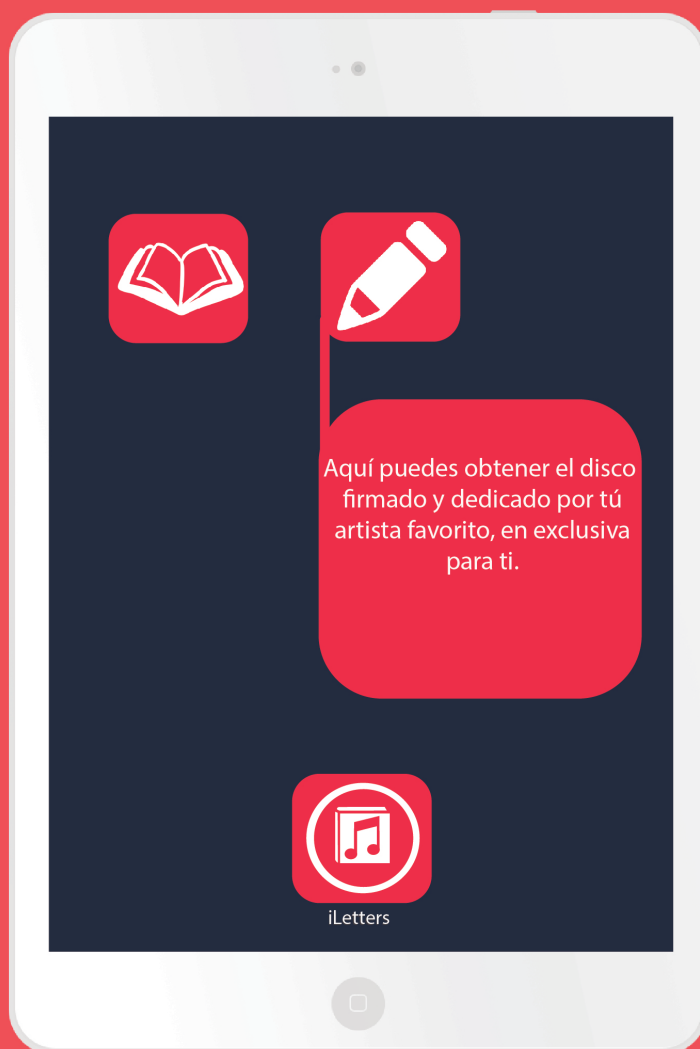 Aquí puedes obtener el disco
firmado y dedicado por tú
artista favorito, en exclusiva
para ti.
iLetters